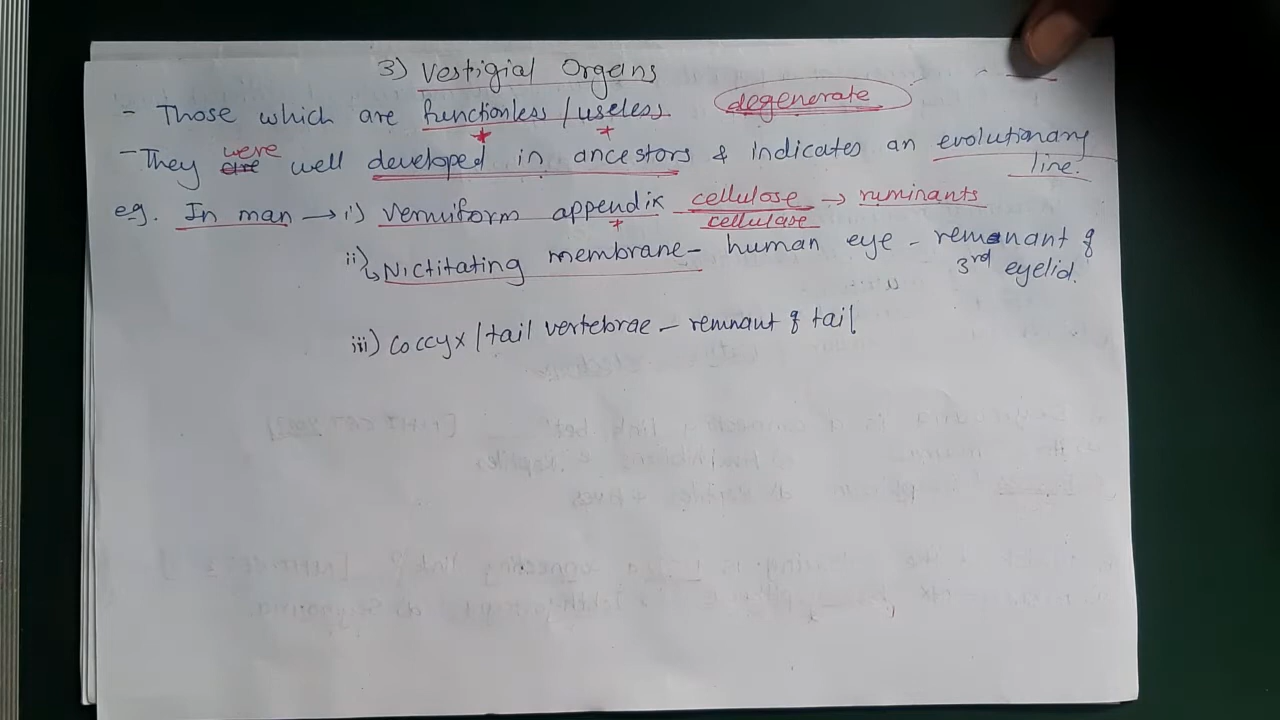 3) Vestigial Organs
- Those which are functionless / useless. degenerate
- They were are well developed in ancestors & indicates an evolutionary line.
eg. In man → i) Vermiform appendix cellulose → ruminants
cellulase
ii) Nictitating membrane - human eye - remenant of 3rd eyelid.
iii) Coccyx / tail vertebrae - remnant of tail